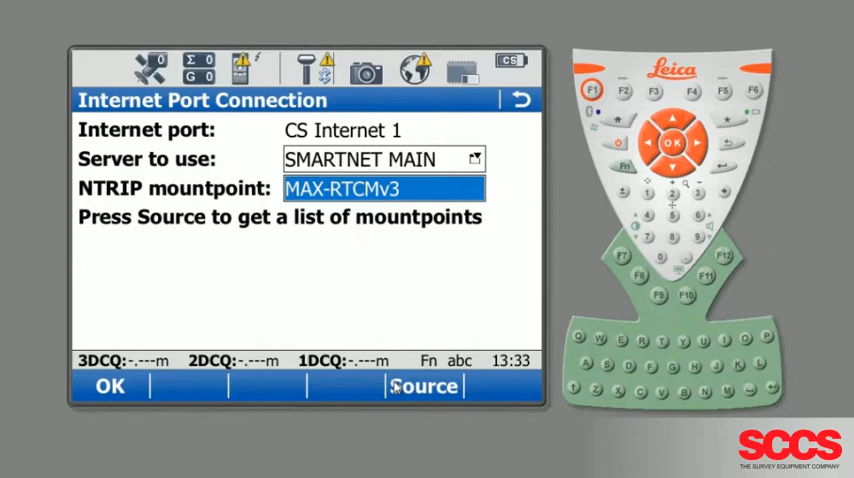 0 Σ 0 0 CS
G 0
Internet Port Connection
Internet port: CS Internet 1
Server to use: SMARTNET MAIN
NTRIP mountpoint: MAX-RTCMv3
Press Source to get a list of mountpoints
3DCQ:-.---m 2DCQ:-.---m 1DCQ:-.---m Fn abc 13:33
OK Source
Leica
F1 F2 F3 F4 F5 F6
OK
Fn
1 2 3
4 5 6
7 8 9
0 .
F7 F12
F8 F11
F9 F10
Q W E R T Y U I O P
A S D F G H J K L
Z X C V B N M
SCCS
THE SURVEY EQUIPMENT COMPANY